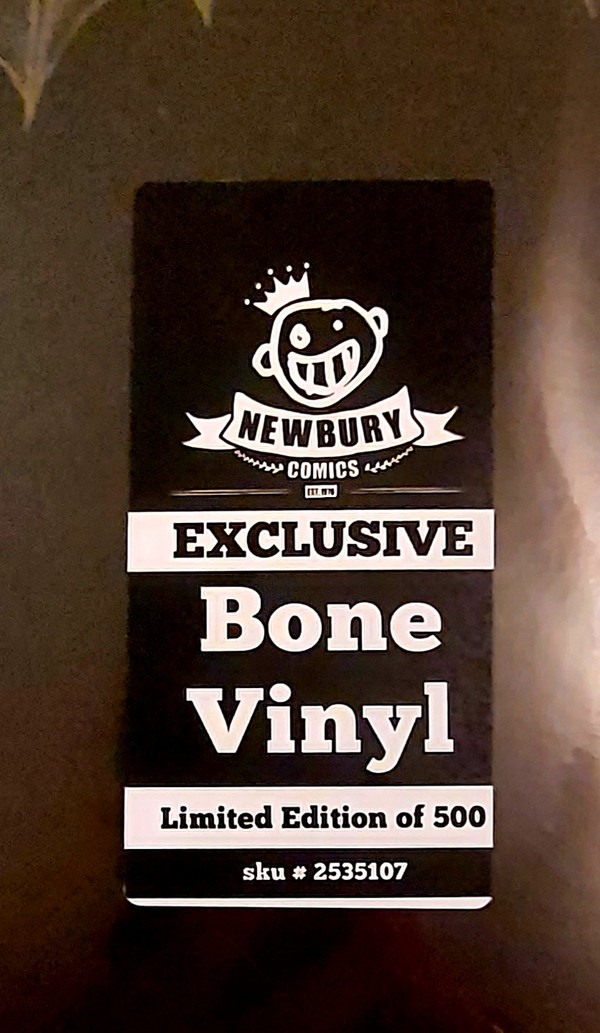 NEWBURY
COMICS
EST. 1978
EXCLUSIVE
Bone
Vinyl
Limited Edition of 500
sku # 2535107